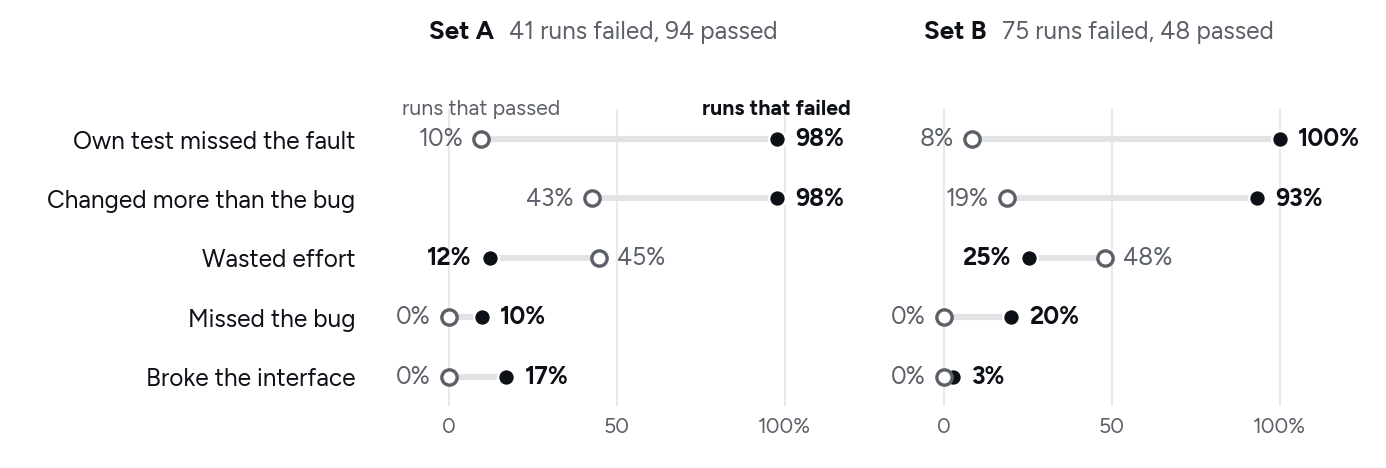 Set A 41 runs failed, 94 passed
Set B 75 runs failed, 48 passed
runs that passed runs that failed
Own test missed the fault 10% 98% 8% 100%
Changed more than the bug 43% 98% 19% 93%
Wasted effort 12% 45% 25% 48%
Missed the bug 0% 10% 0% 20%
Broke the interface 0% 17% 0% 3%
0 50 100% 0 50 100%